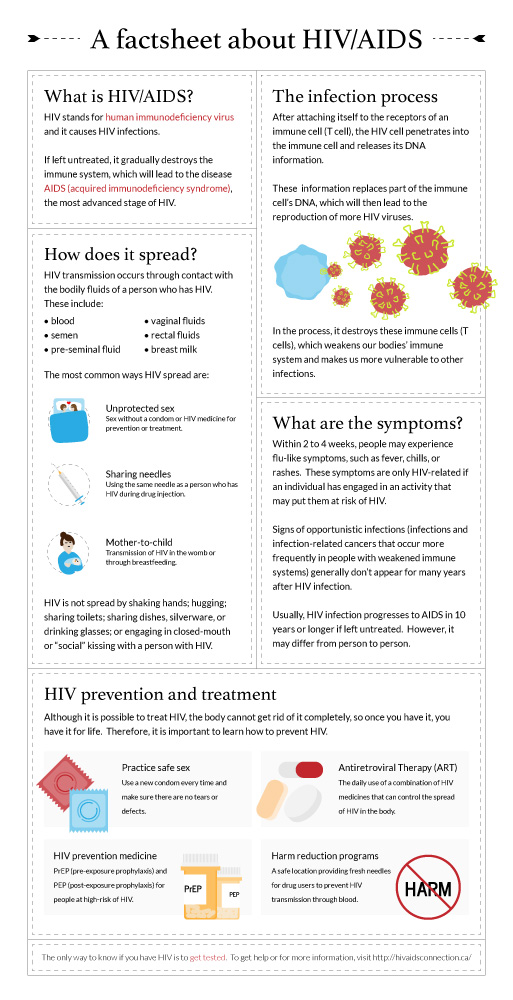 A factsheet about HIV/AIDS
What is HIV/AIDS?
HIV stands for human immunodeficiency virus
and it causes HIV infections.
If left untreated, it gradually destroys the
immune system, which will lead to the disease
AIDS (acquired immunodeficiency syndrome),
the most advanced stage of HIV.
How does it spread?
HIV transmission occurs through contact with
the bodily fluids of a person who has HIV.
These include:
• blood
• semen
• pre-seminal fluid
• vaginal fluids
• rectal fluids
• breast milk
The most common ways HIV spread are:
Unprotected sex
Sex without a condom or HIV medicine for
prevention or treatment.
Sharing needles
Using the same needle as a person who has
HIV during drug injection.
Mother-to-child
Transmission of HIV in the womb or
through breastfeeding.
HIV is not spread by shaking hands; hugging;
sharing toilets; sharing dishes, silverware, or
drinking glasses; or engaging in closed-mouth
or “social” kissing with a person with HIV.
The infection process
After attaching itself to the receptors of an
immune cell (T cell), the HIV cell penetrates into
the immune cell and releases its DNA
information.
These information replaces part of the immune
cell's DNA, which will then lead to the
reproduction of more HIV viruses.
In the process, it destroys these immune cells (T
cells), which weakens our bodies' immune
system and makes us more vulnerable to other
infections.
What are the symptoms?
Within 2 to 4 weeks, people may experience
flu-like symptoms, such as fever, chills, or
rashes. These symptoms are only HIV-related if
an individual has engaged in an activity that
may put them at risk of HIV.
Signs of opportunistic infections (infections and
infection-related cancers that occur more
frequently in people with weakened immune
systems) generally don't appear for many years
after HIV infection.
Usually, HIV infection progresses to AIDS in 10
years or longer if left untreated. However, it
may differ from person to person.
HIV prevention and treatment
Although it is possible to treat HIV, the body cannot get rid of it completely, so once you have it, you
have it for life. Therefore, it is important to learn how to prevent HIV.
Practice safe sex
Use a new condom every time and
make sure there are no tears or
defects.
Antiretroviral Therapy (ART)
The daily use of a combination of HIV
medicines that can control the spread
of HIV in the body.
HIV prevention medicine
PrEP (pre-exposure prophylaxis) and
PEP (post-exposure prophylaxis) for
people at high-risk of HIV.
PrEP
PEP
Harm reduction programs
A safe location providing fresh needles
for drug users to prevent HIV
transmission through blood.
HARM
The only way to know if you have HIV is to get tested. To get help or for more information, visit http://hivaidsconnection.ca/